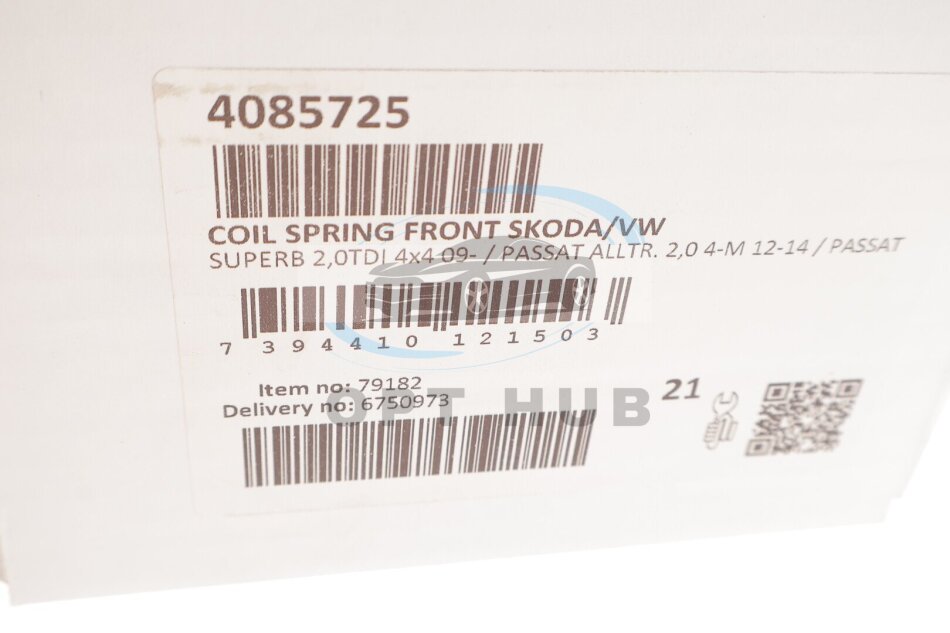 4085725
COIL SPRING FRONT SKODA/VW
SUPERB 2,0TDI 4x4 09- / PASSAT ALLTR. 2,0 4-M 12-14 / PASSAT
7 394410 121503
Item no: 79182
Delivery no: 6750973
21
OPT HUB